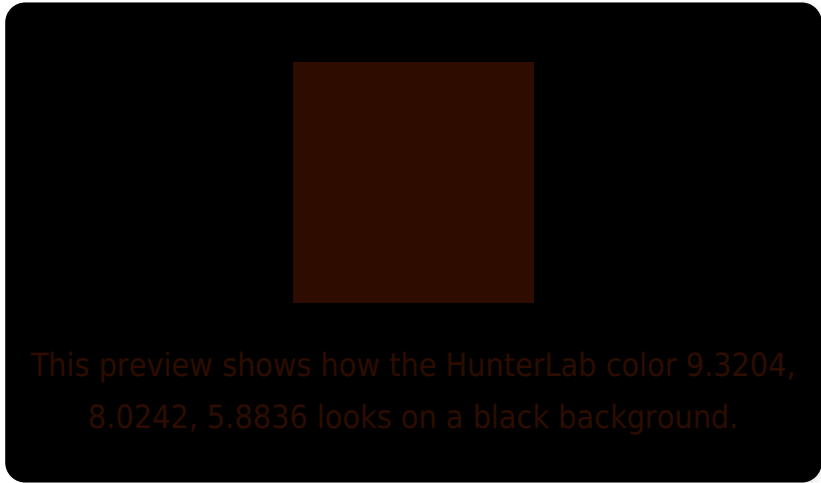 This preview shows how the HunterLab color 9.3204,
8.0242, 5.8836 looks on a black background.